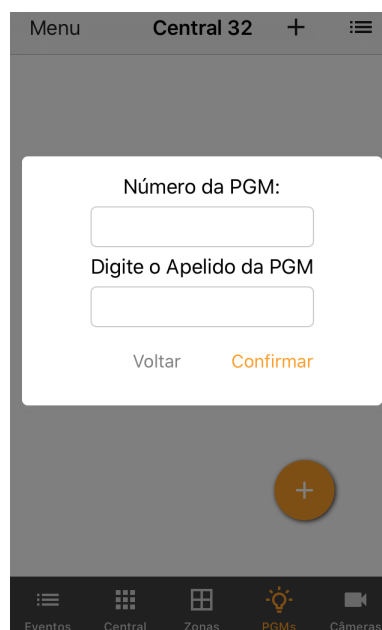 Menu Central 32 +
Número da PGM:
Digite o Apelido da PGM
Voltar Confirmar
+
Eventos Central Zonas PGMs Câmeras